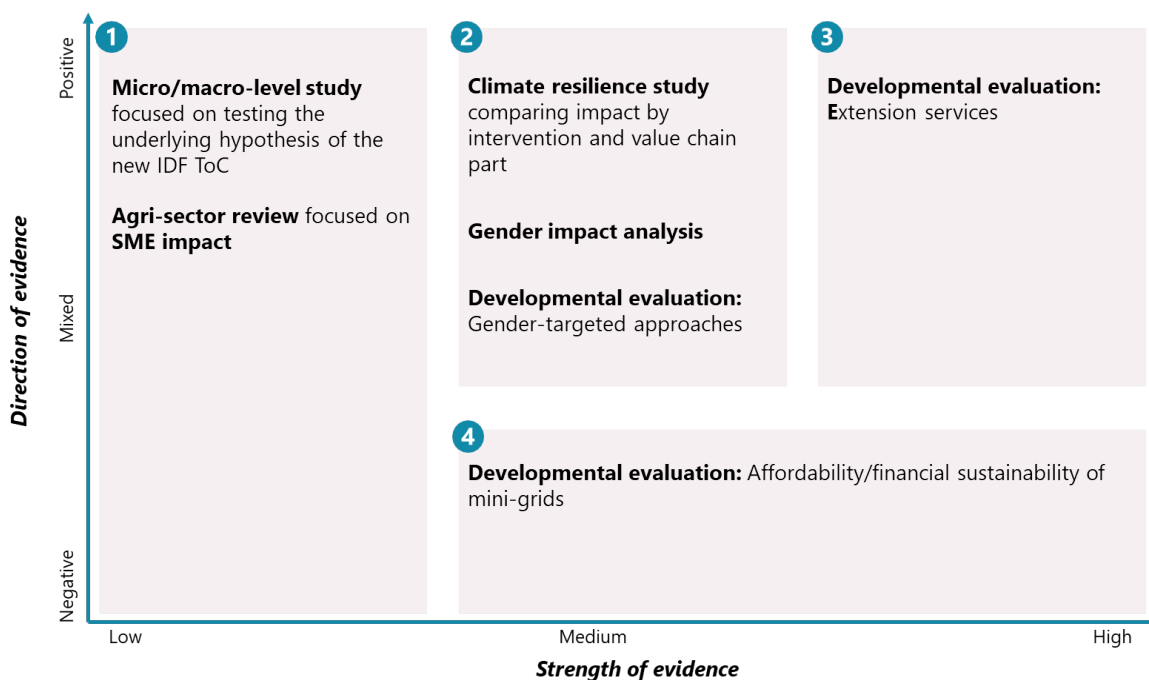 Direction of evidence
Positive
Mixed
Negative
1
Micro/macro-level study
focused on testing the
underlying hypothesis of the
new IDF ToC
Agri-sector review focused on
SME impact
2
Climate resilience study
comparing impact by
intervention and value chain
part
Gender impact analysis
Developmental evaluation:
Gender-targeted approaches
3
Developmental evaluation:
Extension services
4
Developmental evaluation: Affordability/financial sustainability of
mini-grids
Low
Medium
High
Strength of evidence